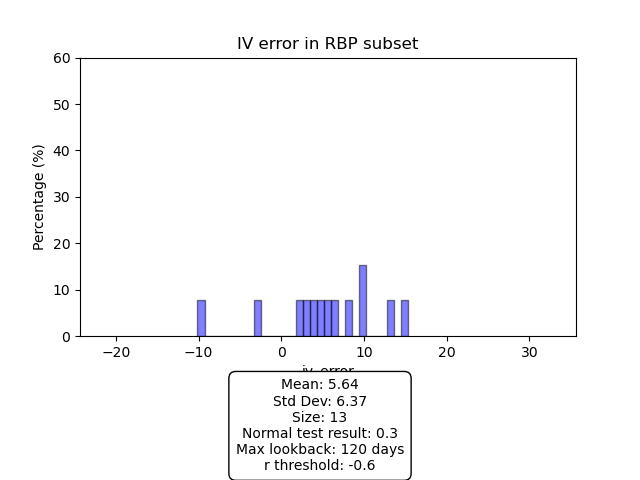 IV error in RBP subset
60
50
40
30
20
10
0
Percentage (%)
−20
−10
0
10
20
30
iv_error
Mean: 5.64
Std Dev: 6.37
Size: 13
Normal test result: 0.3
Max lookback: 120 days
r threshold: -0.6